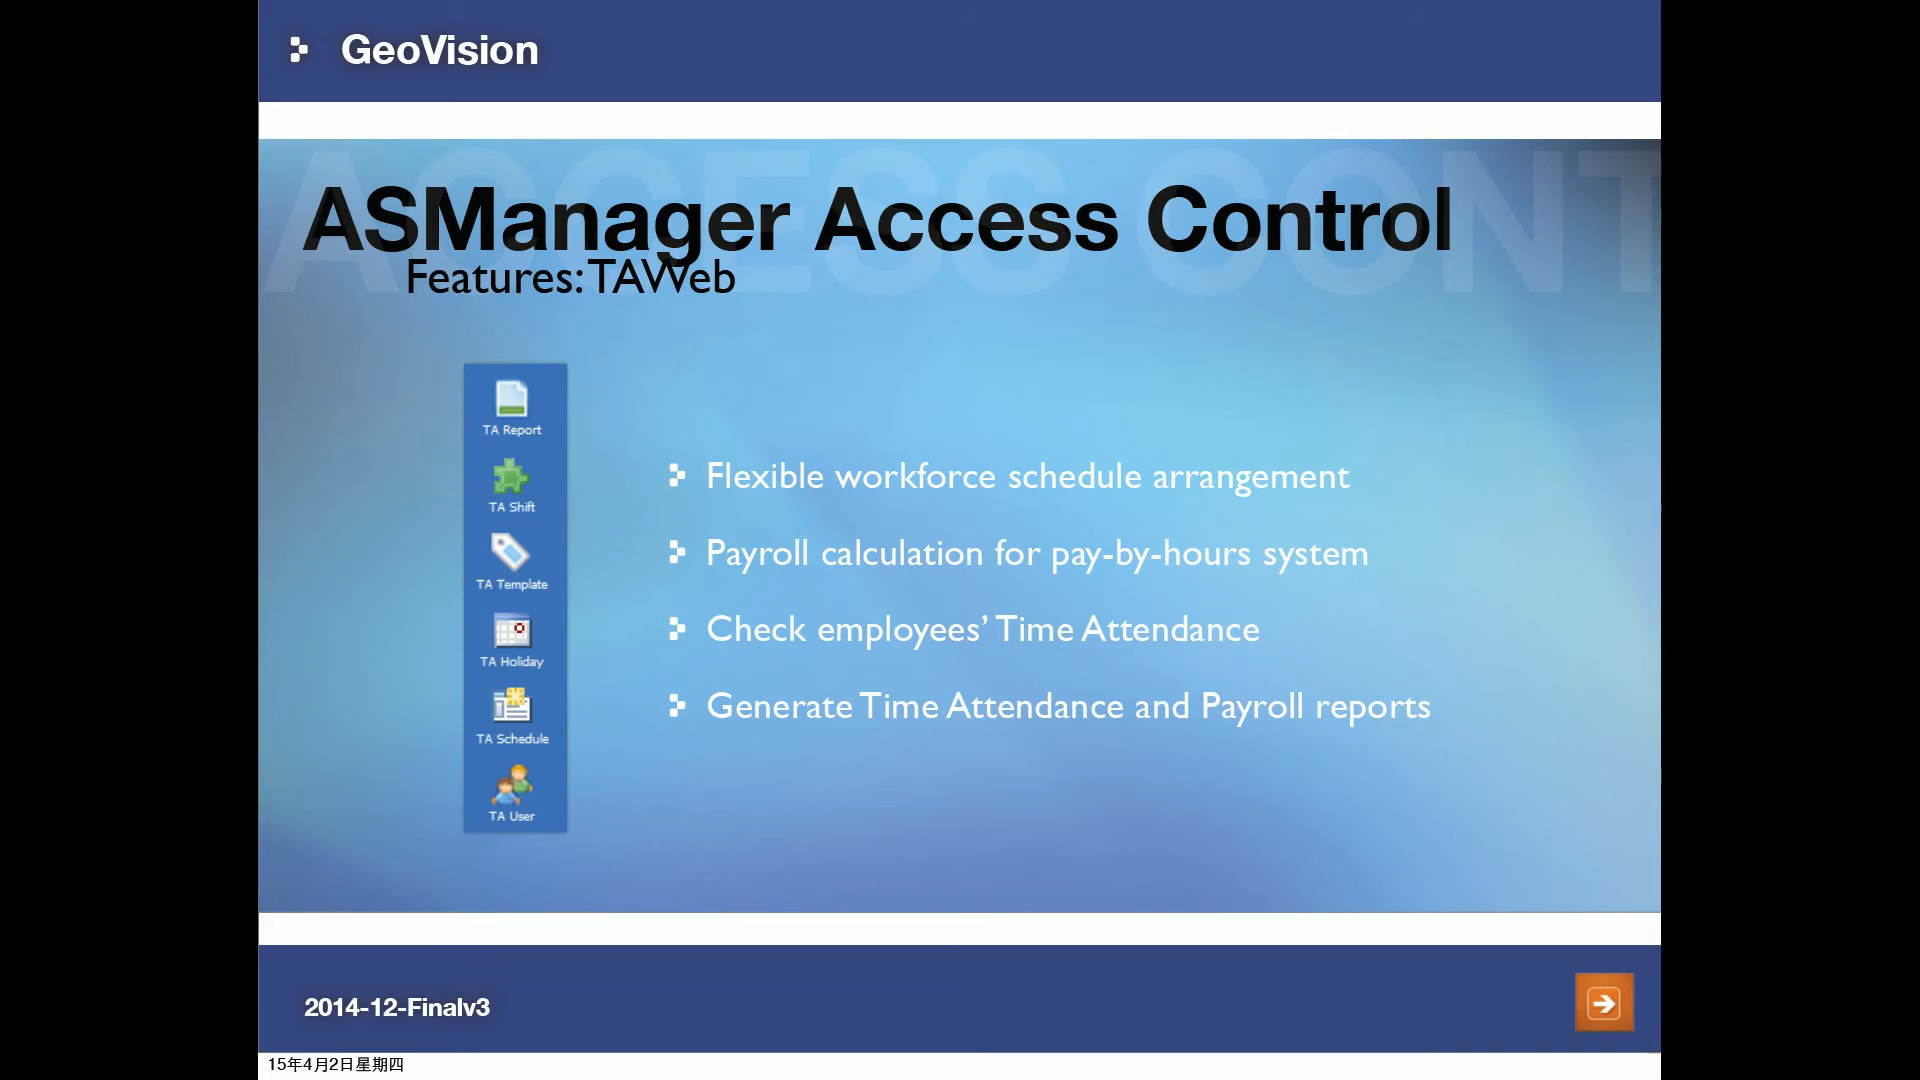 GeoVision
ACCESS CONT
ASManager Access Control
Features: TAWeb
TA Report
TA Shift
TA Template
TA Holiday
TA Schedule
TA User
Flexible workforce schedule arrangement
Payroll calculation for pay-by-hours system
Check employees’ Time Attendance
Generate Time Attendance and Payroll reports
2014-12-Finalv3
15年4月2日星期四